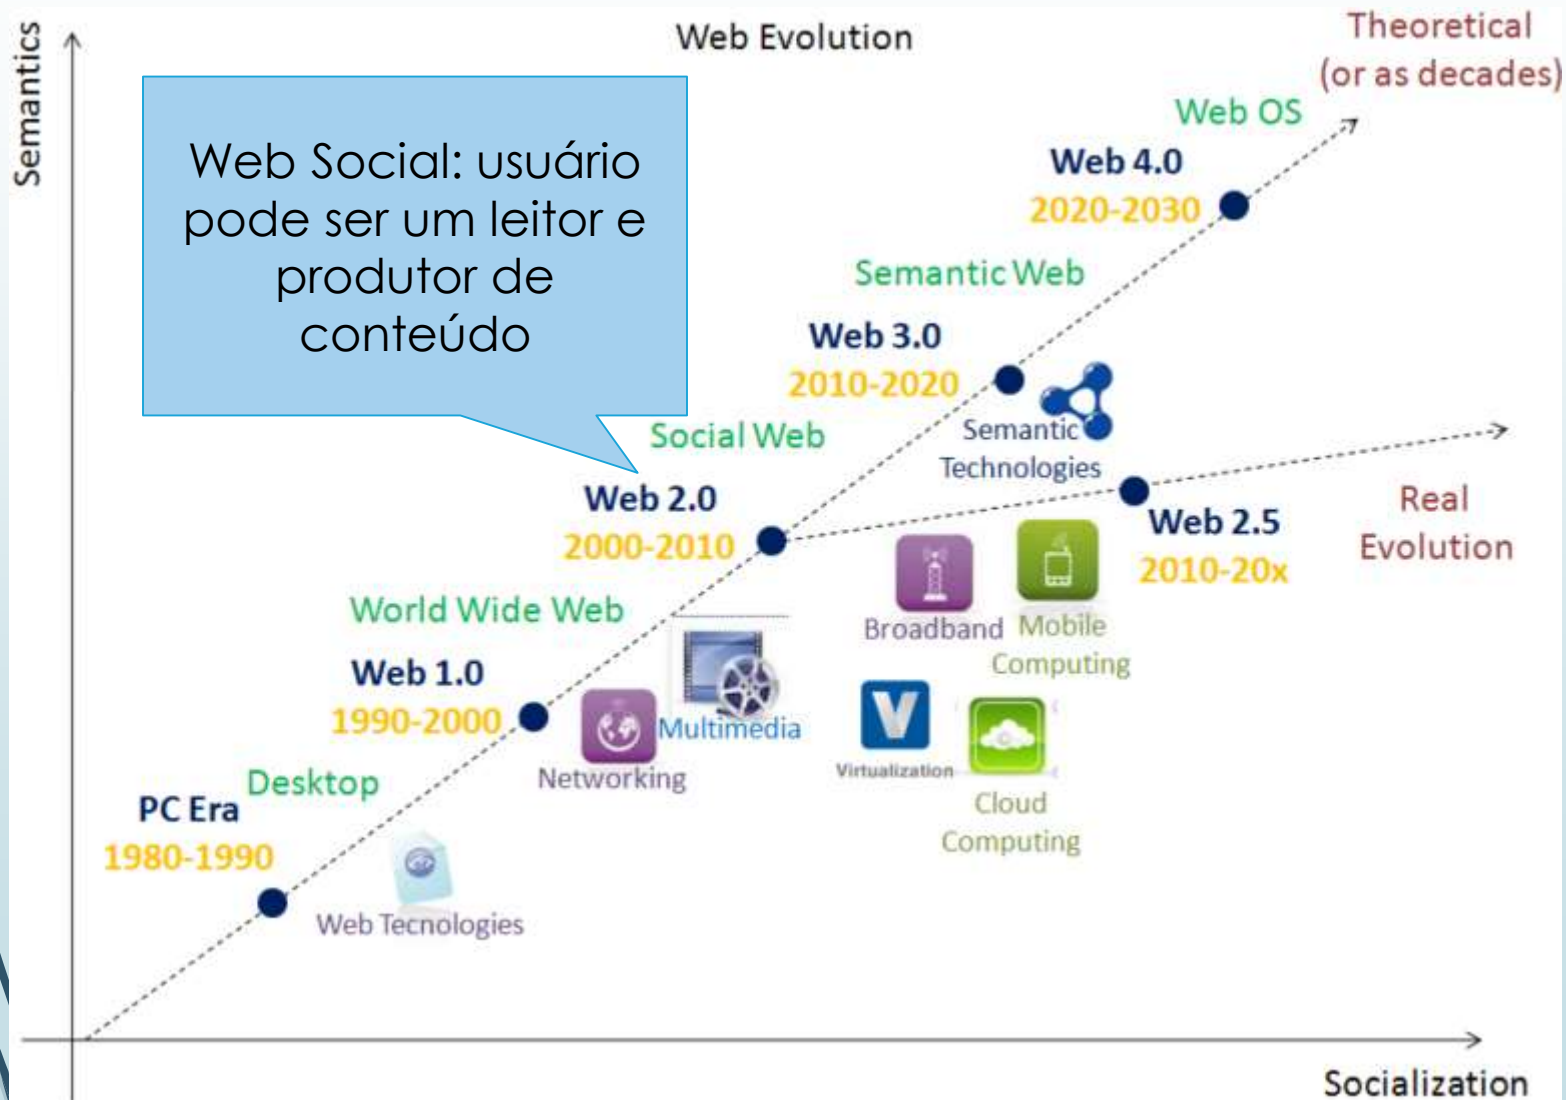 Web Evolution
Theoretical
(or as decades)
Semantics
Web Social: usuário
pode ser um leitor e
produtor de
conteúdo
Web OS
Web 4.0
2020-2030
Semantic Web
Web 3.0
2010-2020
Semantic
Technologies
Social Web
Web 2.0
2000-2010
Web 2.5
2010-20x
Real
Evolution
Broadband
Mobile
Computing
World Wide Web
Web 1.0
1990-2000
Networking
Multimedia
V
Virtualization
Cloud
Computing
Desktop
PC Era
1980-1990
Web Tecnologies
Socialization